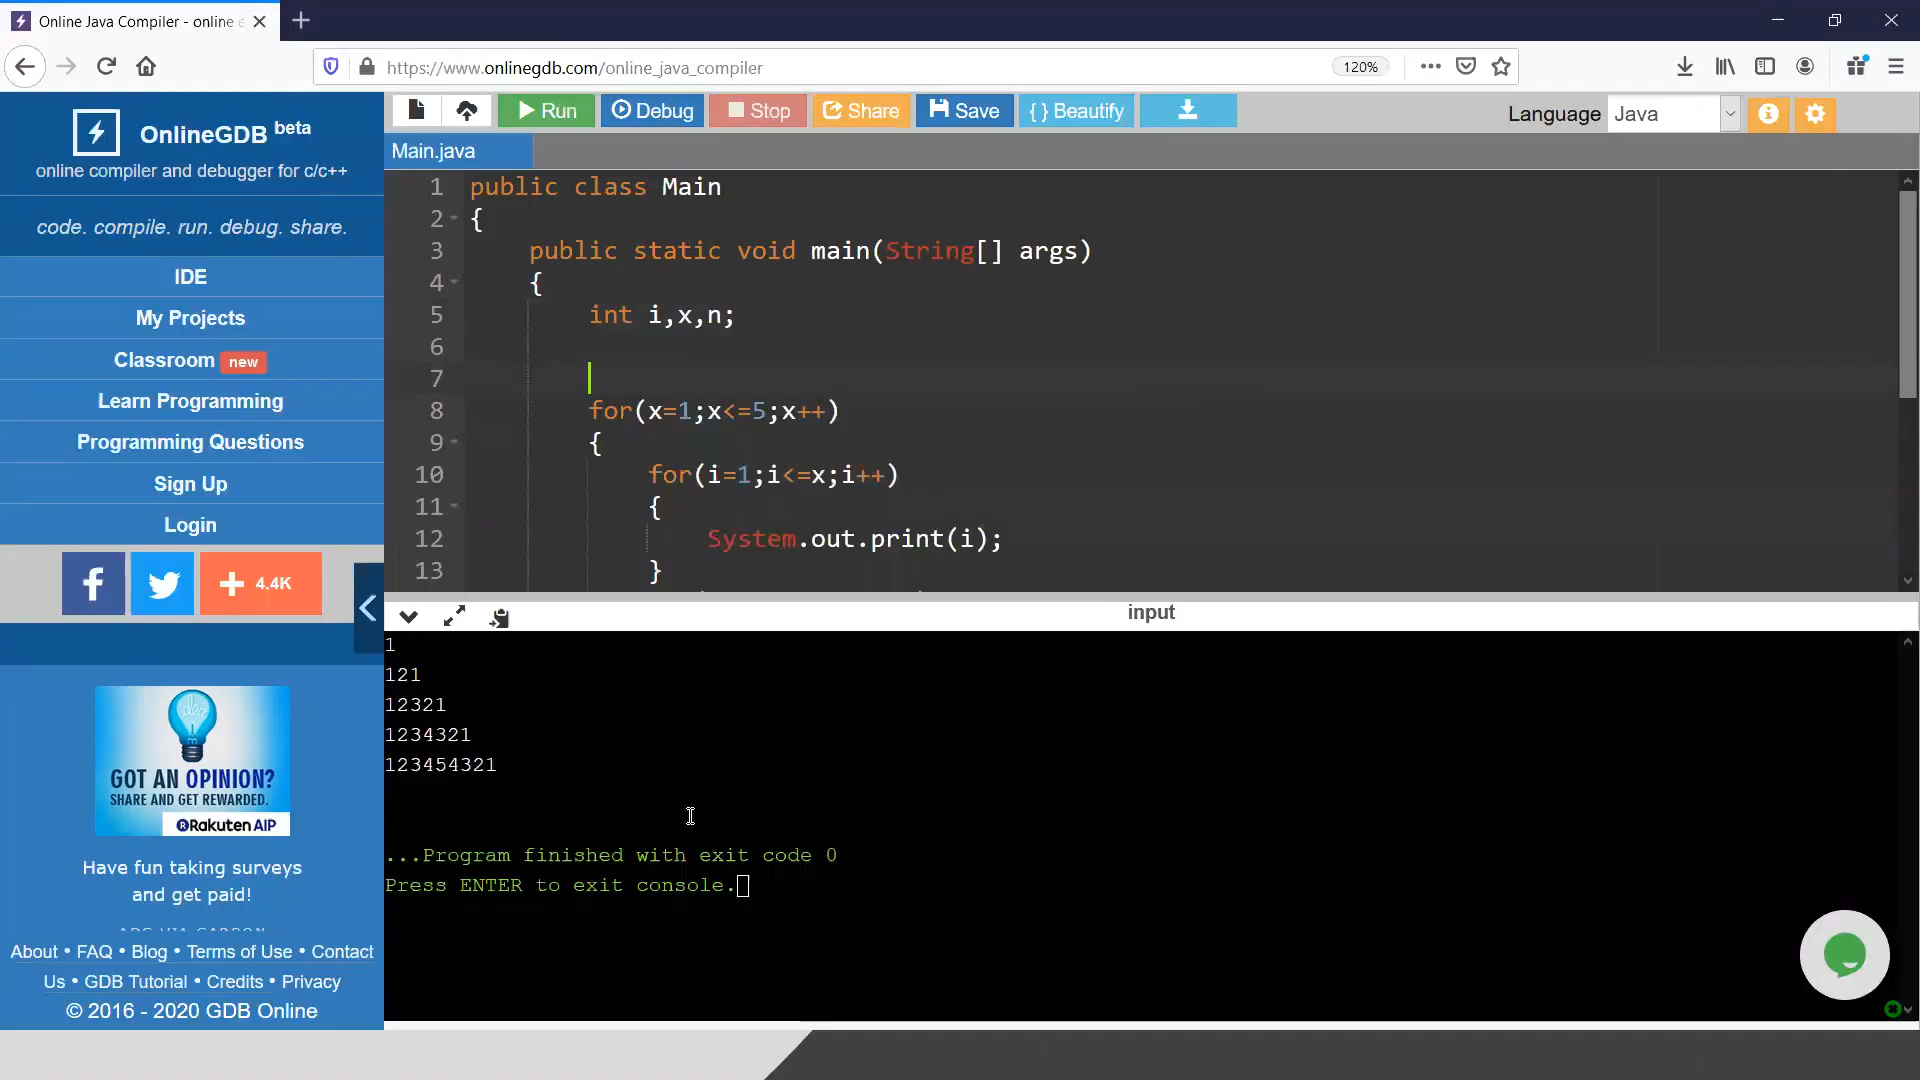 Online Java Compiler - online e
https://www.onlinegdb.com/online_java_compiler
120%
OnlineGDB beta
online compiler and debugger for c/c++
code. compile. run. debug. share.
IDE
My Projects
Classroom new
Learn Programming
Programming Questions
Sign Up
Login
4.4K
idea
GOT AN OPINION?
SHARE AND GET REWARDED.
Rakuten AIP
Have fun taking surveys
and get paid!
ADS VIA CARBON
About • FAQ • Blog • Terms of Use • Contact
Us • GDB Tutorial • Credits • Privacy
© 2016 - 2020 GDB Online
Run Debug Stop Share Save { } Beautify
Language Java
Main.java
1 public class Main
2 {
3 public static void main(String[] args)
4 {
5 int i,x,n;
6
7
8 for(x=1;x<=5;x++)
9 {
10 for(i=1;i<=x;i++)
11 {
12 System.out.print(i);
13 }
input
1
121
12321
1234321
123454321
...Program finished with exit code 0
Press ENTER to exit console.